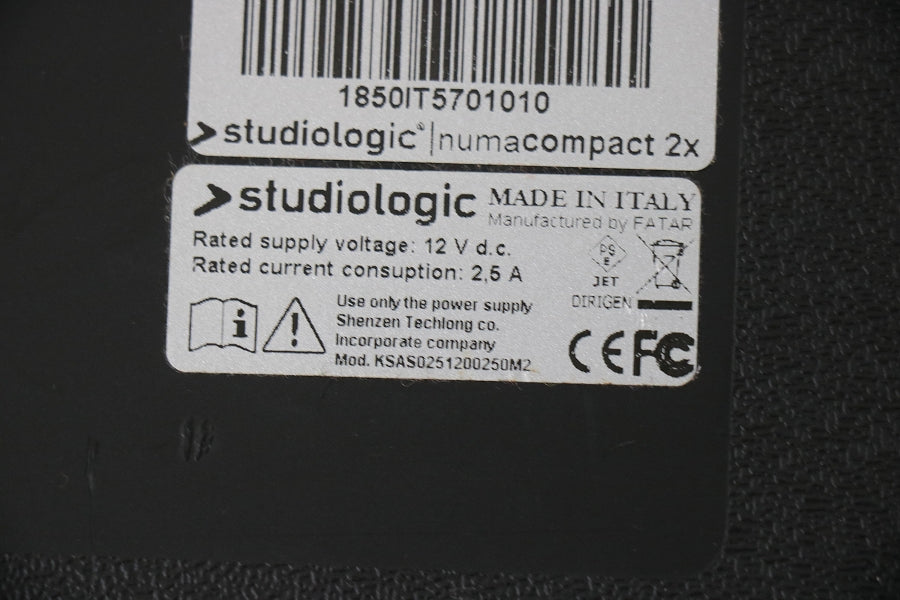 1850IT5701010
studiologic®|numacompact 2x
studiologic MADE IN ITALY
Manufactured by FATAR
Rated supply voltage: 12 V d.c.
Rated current consuption: 2,5 A
PS
E
JET
DIRIGEN
Use only the power supply
Shenzen Techlong co.
Incorporate company
Mod. KSAS0251200250M2
CE FC